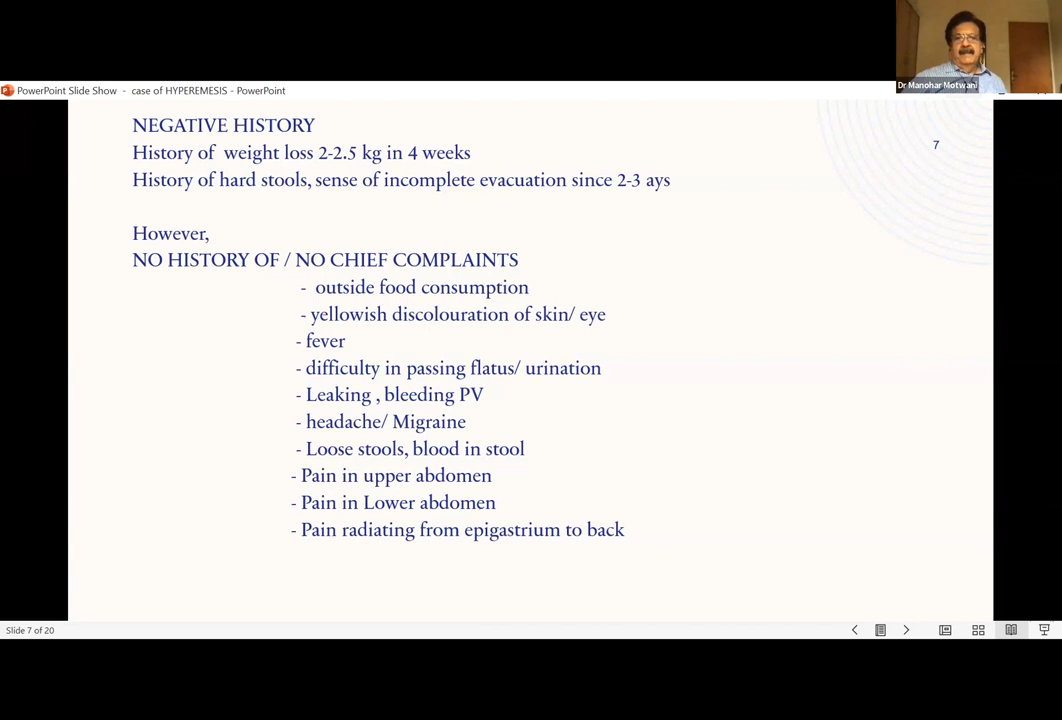 Dr Manohar Motwani
PowerPoint Slide Show - case of HYPEREMESIS - PowerPoint
7
NEGATIVE HISTORY
History of weight loss 2-2.5 kg in 4 weeks
History of hard stools, sense of incomplete evacuation since 2-3 ays
However,
NO HISTORY OF / NO CHIEF COMPLAINTS
- outside food consumption
- yellowish discolouration of skin/ eye
- fever
- difficulty in passing flatus/ urination
- Leaking , bleeding PV
- headache/ Migraine
- Loose stools, blood in stool
- Pain in upper abdomen
- Pain in Lower abdomen
- Pain radiating from epigastrium to back
Slide 7 of 20